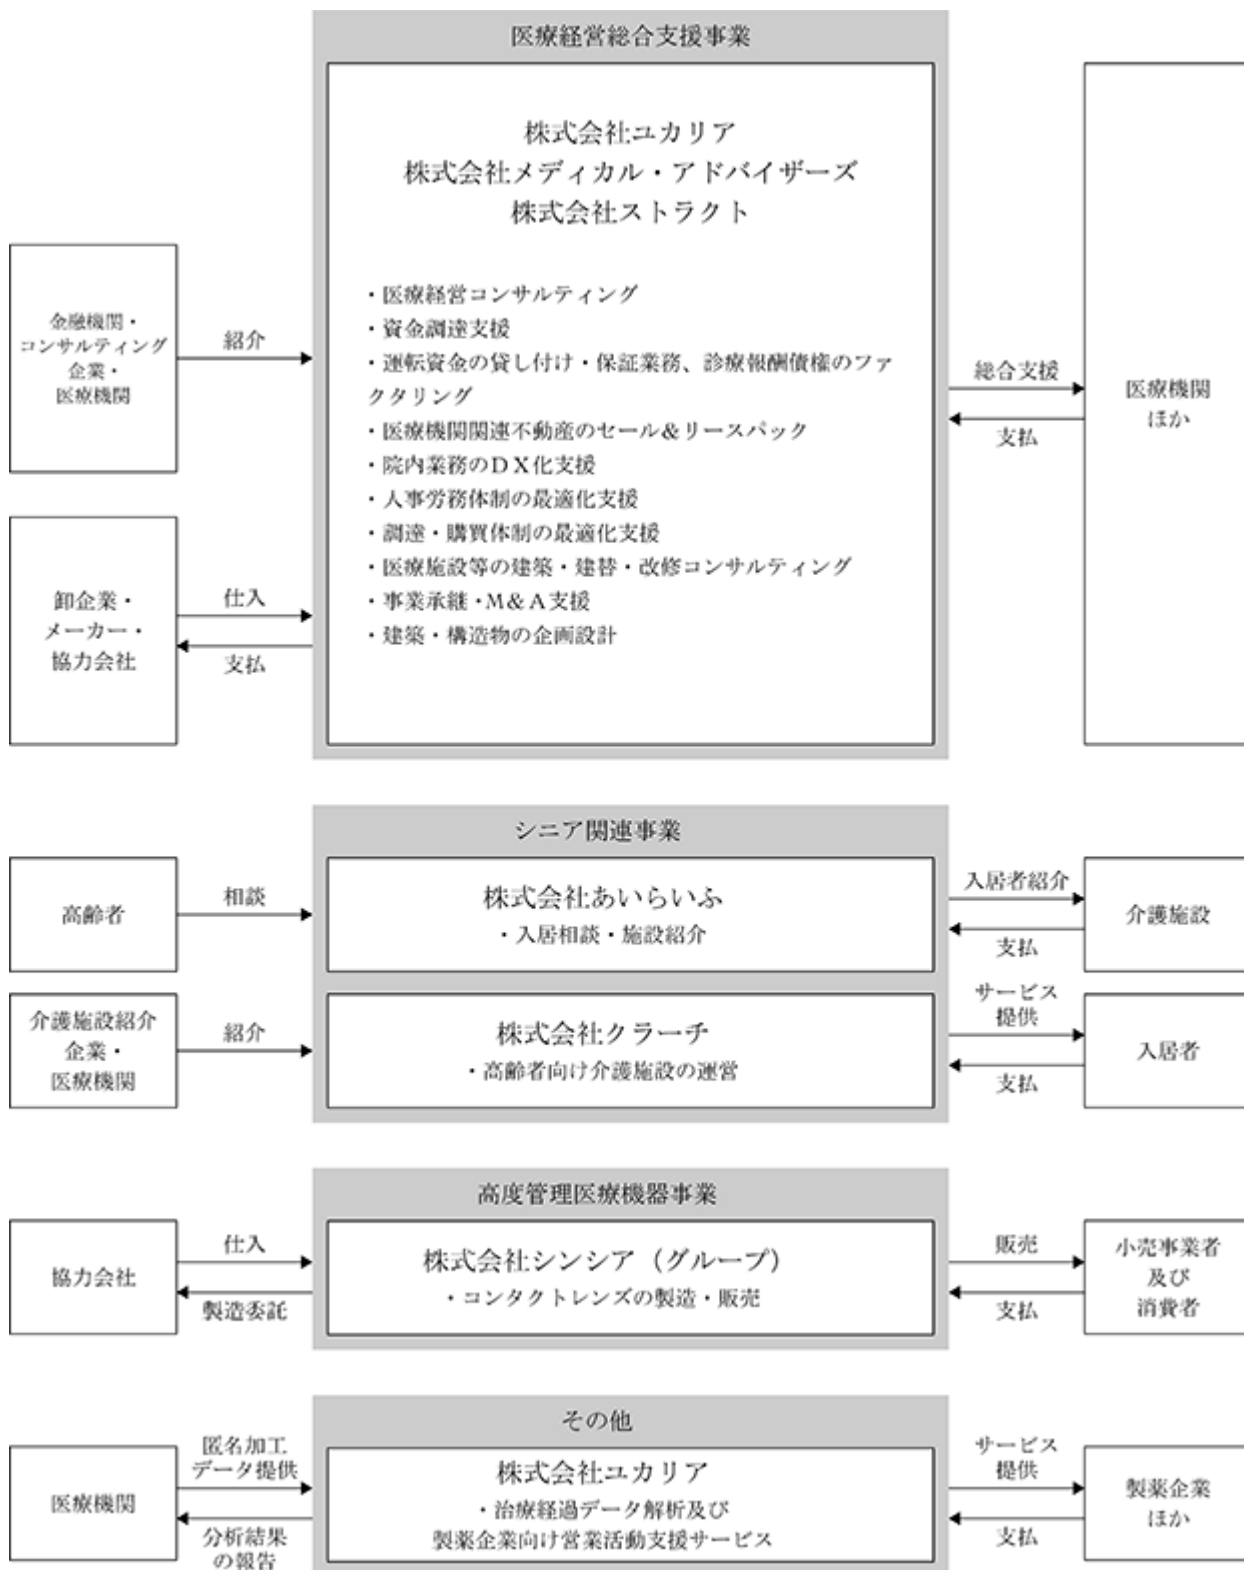 医療経営総合支援事業
株式会社ユカリア
株式会社メディカル・アドバイザーズ
株式会社ストラクト
・医療経営コンサルティング
・資金調達支援
・運転資金の貸し付け・保証業務、診療報酬債権のファ
クタリング
・医療機関関連不動産のセール&リースバック
・院内業務のDX化支援
・人事労務体制の最適化支援
・調達・購買体制の最適化支援
・医療施設等の建築・建替・改修コンサルティング
・事業承継・M&A支援
・建築・構造物の企画設計
金融機関・
コンサルティング
企業・
医療機関
紹介
卸企業・
メーカー・
協力会社
仕入
支払
総合支援
支払
医療機関
ほか
シニア関連事業
高齢者
相談
株式会社あいらいふ
・入居相談・施設紹介
入居者紹介
支払
介護施設
介護施設紹介
企業・
医療機関
紹介
株式会社クラーチ
・高齢者向け介護施設の運営
サービス
提供
支払
入居者
高度管理医療機器事業
協力会社
仕入
製造委託
株式会社シンシア（グループ）
・コンタクトレンズの製造・販売
販売
支払
小売事業者
及び
消費者
その他
医療機関
匿名加工
データ提供
分析結果
の報告
株式会社ユカリア
・治療経過データ解析及び
製薬企業向け営業活動支援サービス
サービス
提供
支払
製薬企業
ほか